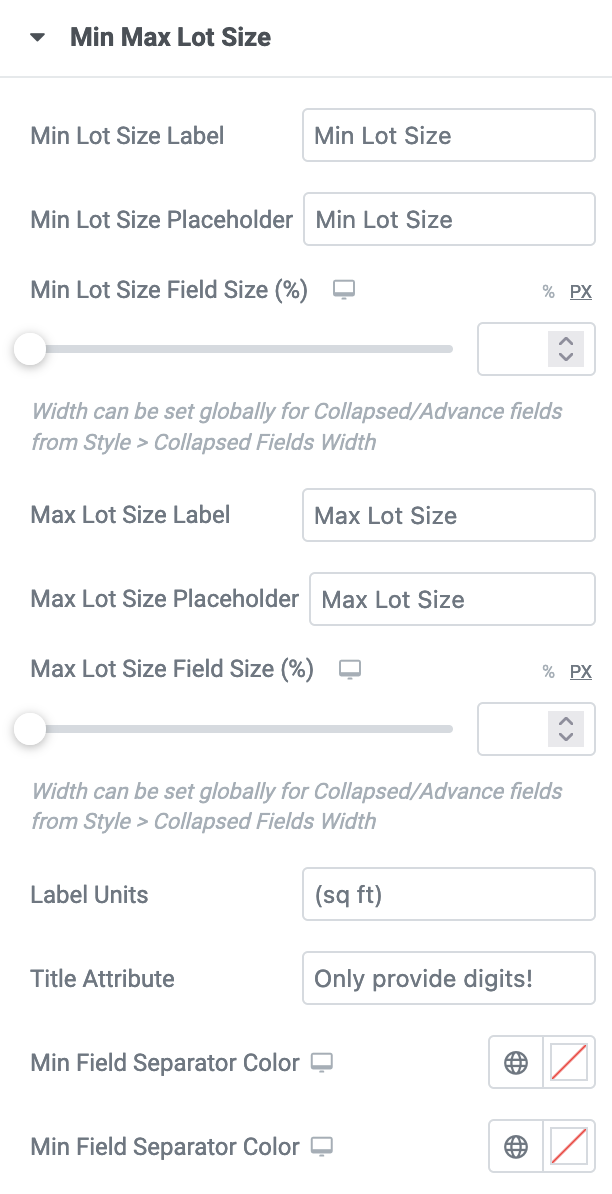 Min Max Lot Size
Min Lot Size Label
Min Lot Size
Min Lot Size Placeholder
Min Lot Size
Min Lot Size Field Size (%)
% PX
Width can be set globally for Collapsed/Advance fields
from Style > Collapsed Fields Width
Max Lot Size Label
Max Lot Size
Max Lot Size Placeholder
Max Lot Size
Max Lot Size Field Size (%)
% PX
Width can be set globally for Collapsed/Advance fields
from Style > Collapsed Fields Width
Label Units
(sq ft)
Title Attribute
Only provide digits!
Min Field Separator Color
Min Field Separator Color